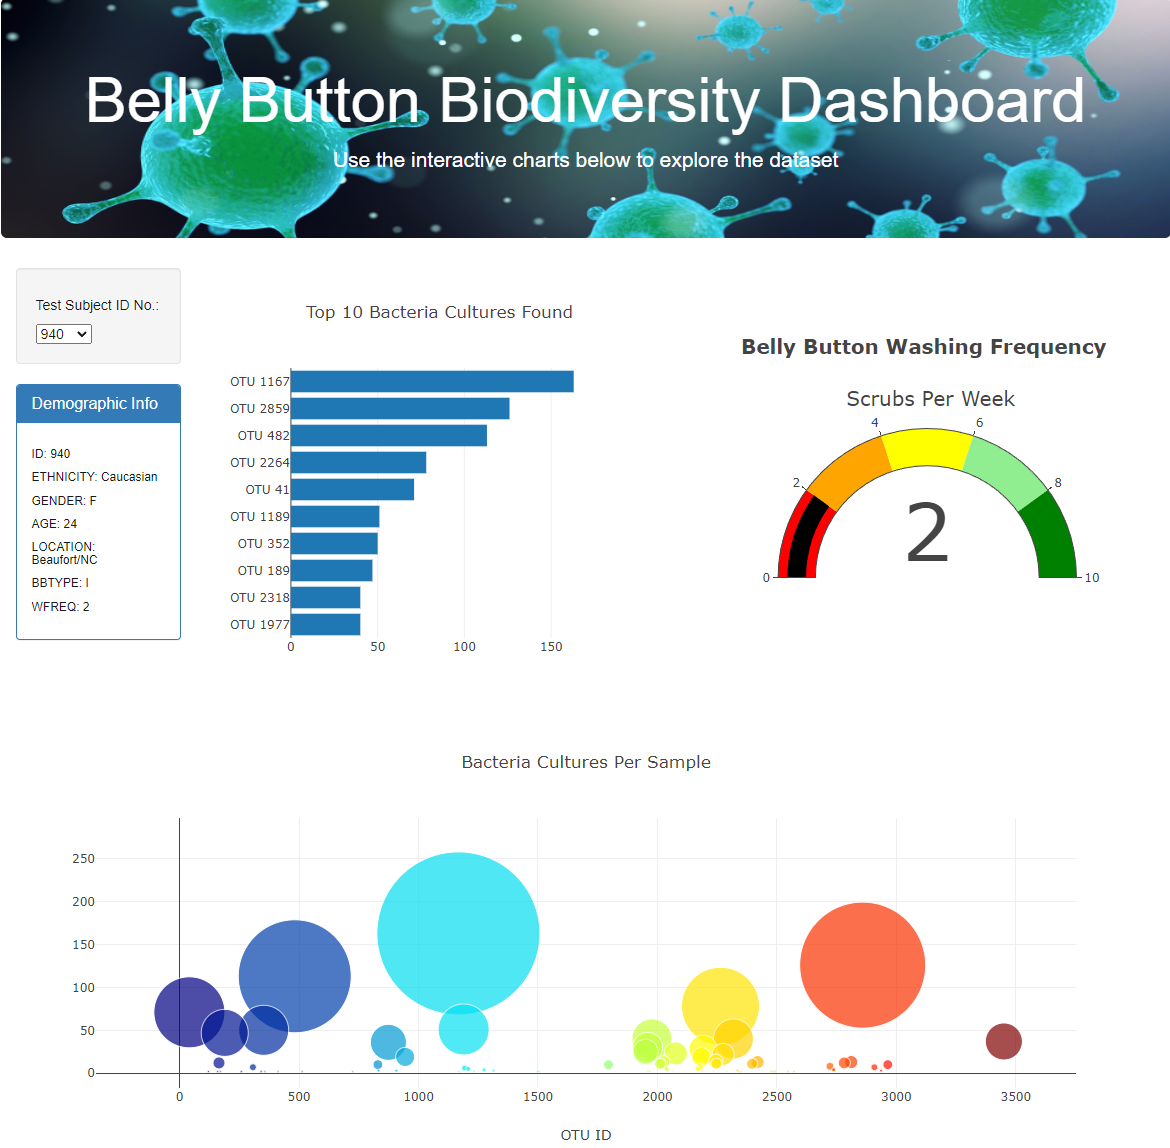 Belly Button Biodiversity Dashboard
Use the interactive charts below to explore the dataset
Test Subject ID No.:
940
Demographic Info
ID: 940
ETHNICITY: Caucasian
GENDER: F
AGE: 24
LOCATION:
Beaufort/NC
BBTYPE: I
WFREQ: 2
Top 10 Bacteria Cultures Found
OTU 1167
OTU 2859
OTU 482
OTU 2264
OTU 41
OTU 1189
OTU 352
OTU 189
OTU 2318
OTU 1977
0 50 100 150
Belly Button Washing Frequency
Scrubs Per Week
4 6
2 8
2
0 10
Bacteria Cultures Per Sample
250
200
150
100
50
0
0 500 1000 1500 2000 2500 3000 3500
OTU ID